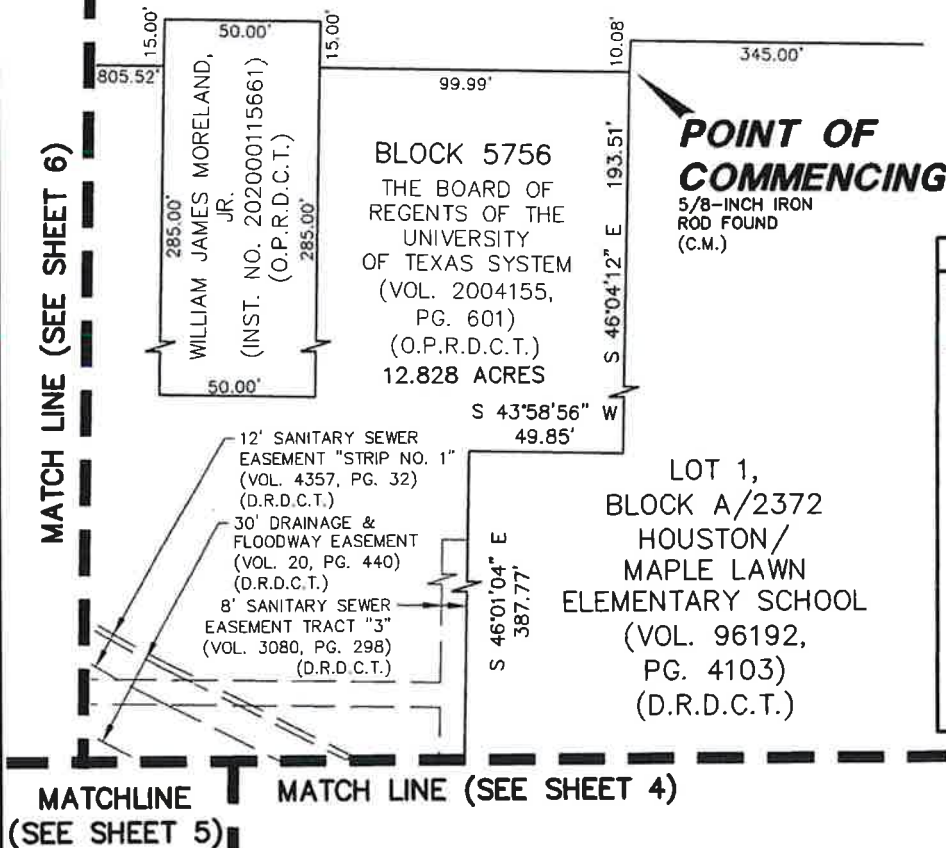 15.00'
50.00'
15.00'
10.08'
345.00'
805.52'
99.99'
POINT OF
COMMENCING
5/8-INCH IRON
ROD FOUND
(C.M.)
MATCH LINE (SEE SHEET 6)
285.00'
WILLIAM JAMES MORELAND,
JR.
(INST. NO. 202000115661)
(O.P.R.D.C.T.)
285.00'
50.00'
BLOCK 5756
THE BOARD OF
REGENTS OF THE
UNIVERSITY
OF TEXAS SYSTEM
(VOL. 2004155,
PG. 601)
(O.P.R.D.C.T.)
12.828 ACRES
S 46°04'12" E 193.51'
S 43°58'56" W
49.85'
12' SANITARY SEWER
EASEMENT "STRIP NO. 1"
(VOL. 4357, PG. 32)
(D.R.D.C.T.)
30' DRAINAGE &
FLOODWAY EASEMENT
(VOL. 20, PG. 440)
(D.R.D.C.T.)
8' SANITARY SEWER
EASEMENT TRACT "3"
(VOL. 3080, PG. 298)
(D.R.D.C.T.)
S 46°01'04" E
387.77'
LOT 1,
BLOCK A/2372
HOUSTON/
MAPLE LAWN
ELEMENTARY SCHOOL
(VOL. 96192,
PG. 4103)
(D.R.D.C.T.)
MATCHLINE
(SEE SHEET 5)
MATCH LINE (SEE SHEET 4)